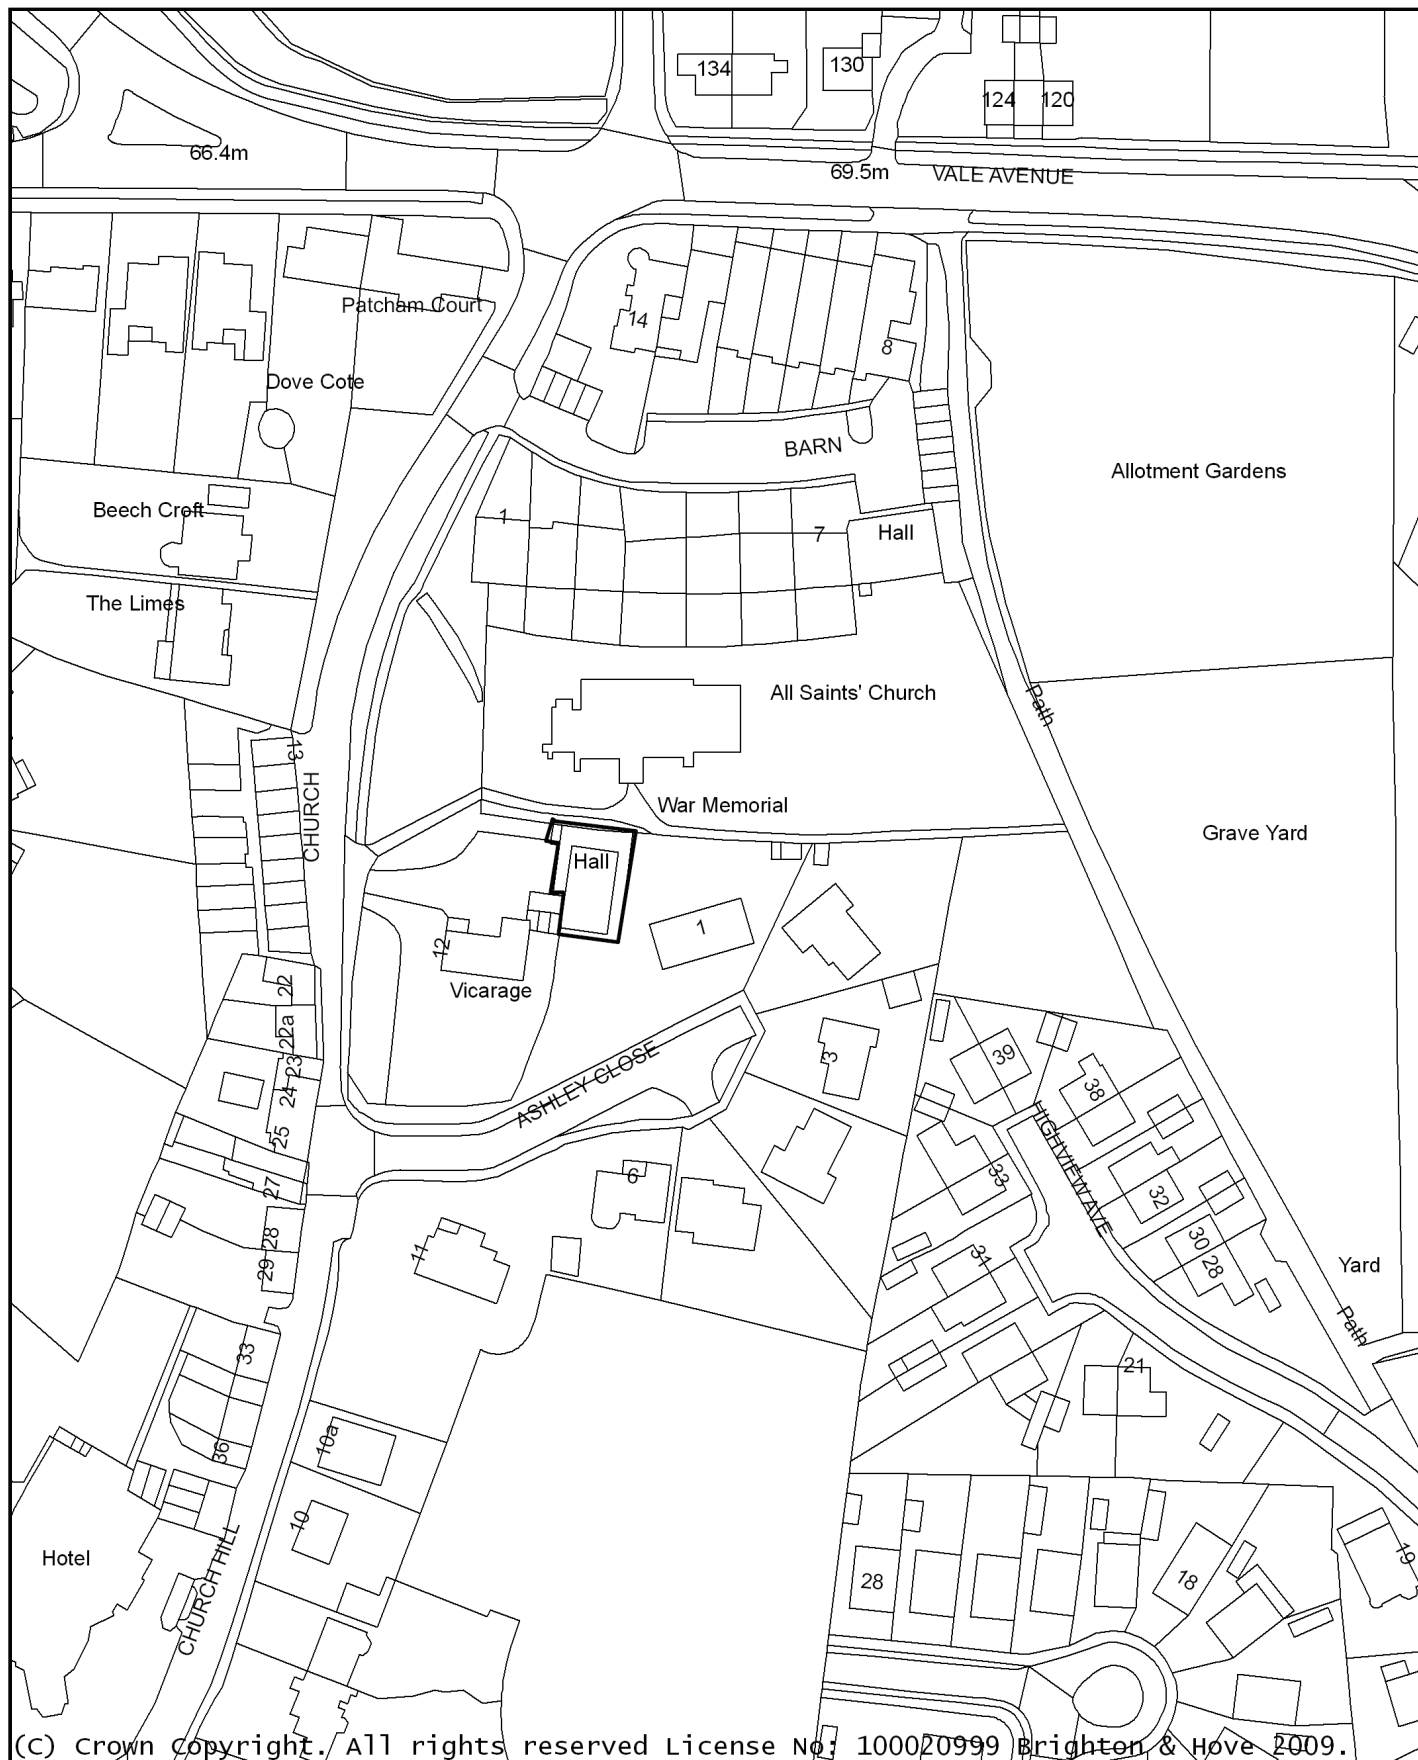 134
130
124
120
66.4m
69.5m
VALE AVENUE
Patcham Court
14
8
Dove Cote
BARN
Allotment Gardens
Beech Croft
1
7
Hall
The Limes
All Saints' Church
Path
13
CHURCH
War Memorial
Grave Yard
Hall
1
12
Vicarage
22
22a
23
24
25
27
28
29
ASHLEY CLOSE
3
39
38
HIGHVIEW AVE
33
32
30
28
31
6
11
Yard
Path
33
36
21
10a
10
Hotel
CHURCH HILL
28
18
19
(C) Crown Copyright. All rights reserved License No: 100020999 Brighton & Hove 2009.